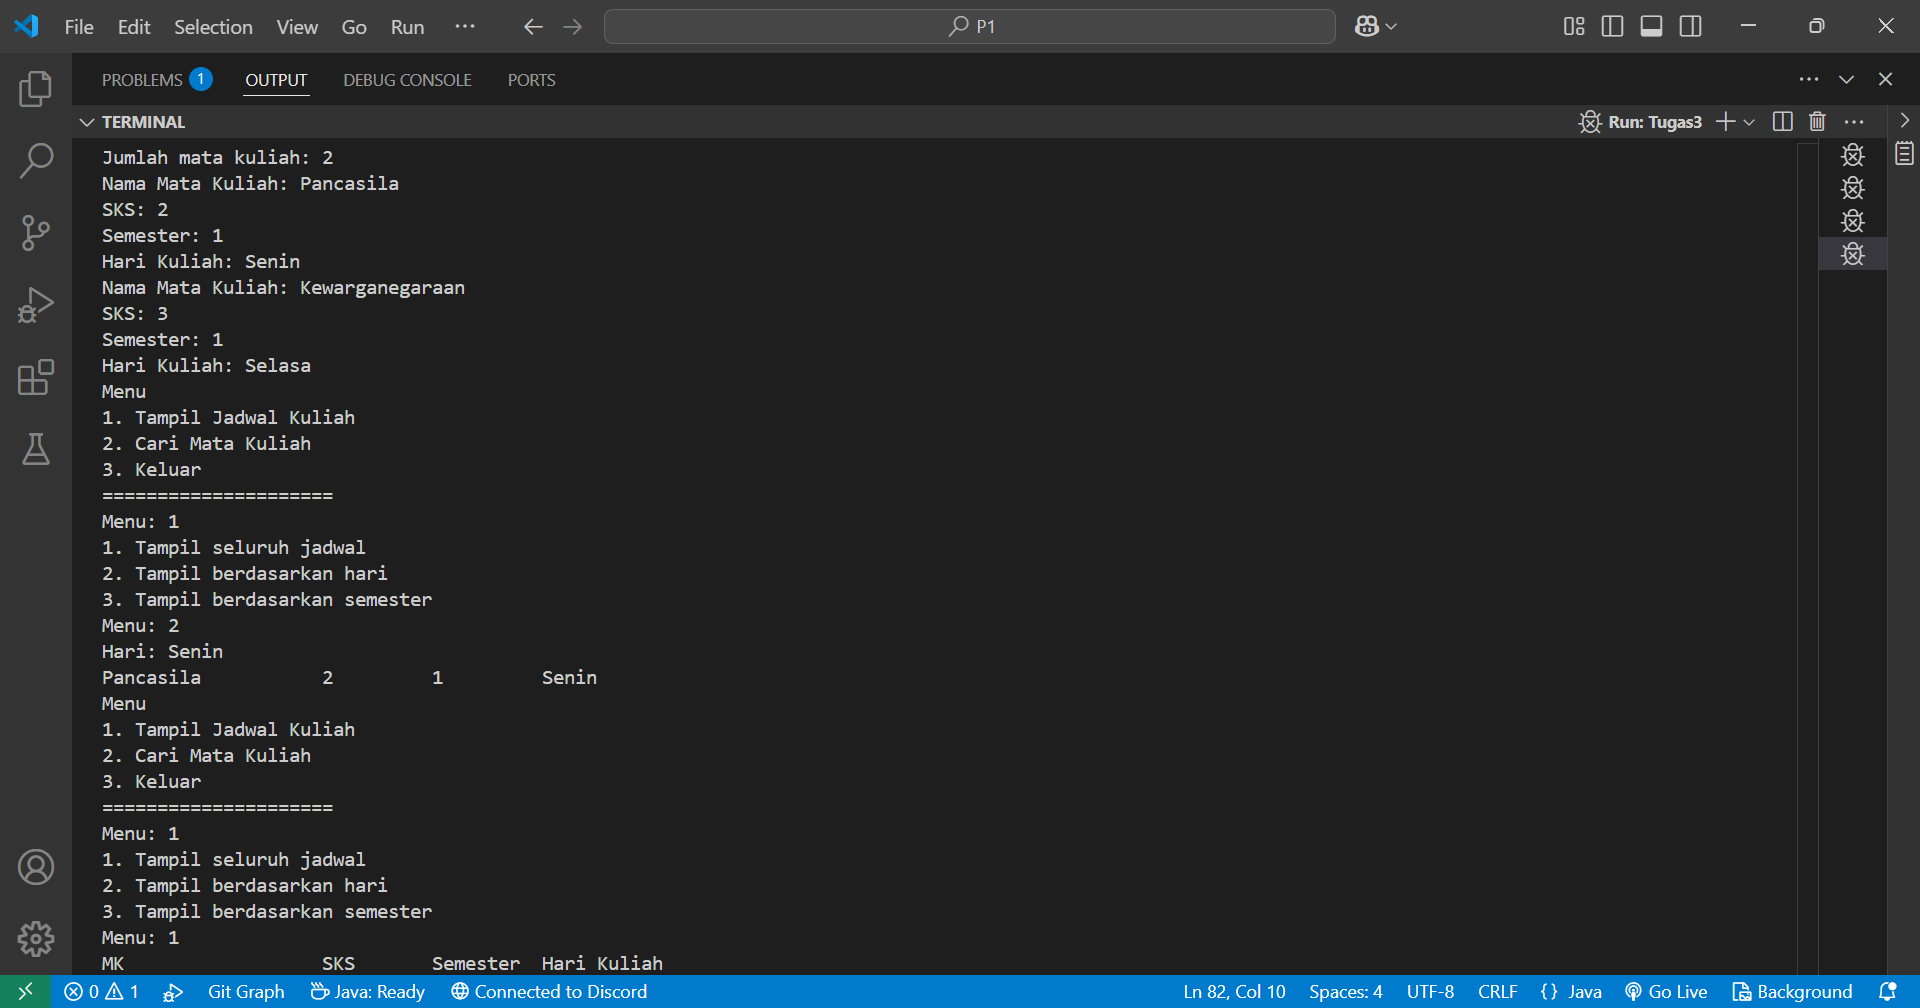 File Edit Selection View Go Run ··· P1
PROBLEMS 1 OUTPUT DEBUG CONSOLE PORTS
TERMINAL Run: Tugas3
Jumlah mata kuliah: 2
Nama Mata Kuliah: Pancasila
SKS: 2
Semester: 1
Hari Kuliah: Senin
Nama Mata Kuliah: Kewarganegaraan
SKS: 3
Semester: 1
Hari Kuliah: Selasa
Menu
1. Tampil Jadwal Kuliah
2. Cari Mata Kuliah
3. Keluar
=====================
Menu: 1
1. Tampil seluruh jadwal
2. Tampil berdasarkan hari
3. Tampil berdasarkan semester
Menu: 2
Hari: Senin
Pancasila 2 1 Senin
Menu
1. Tampil Jadwal Kuliah
2. Cari Mata Kuliah
3. Keluar
=====================
Menu: 1
1. Tampil seluruh jadwal
2. Tampil berdasarkan hari
3. Tampil berdasarkan semester
Menu: 1
MK SKS Semester Hari Kuliah
0 1 Git Graph Java: Ready Connected to Discord Ln 82, Col 10 Spaces: 4 UTF-8 CRLF {} Java Go Live Background